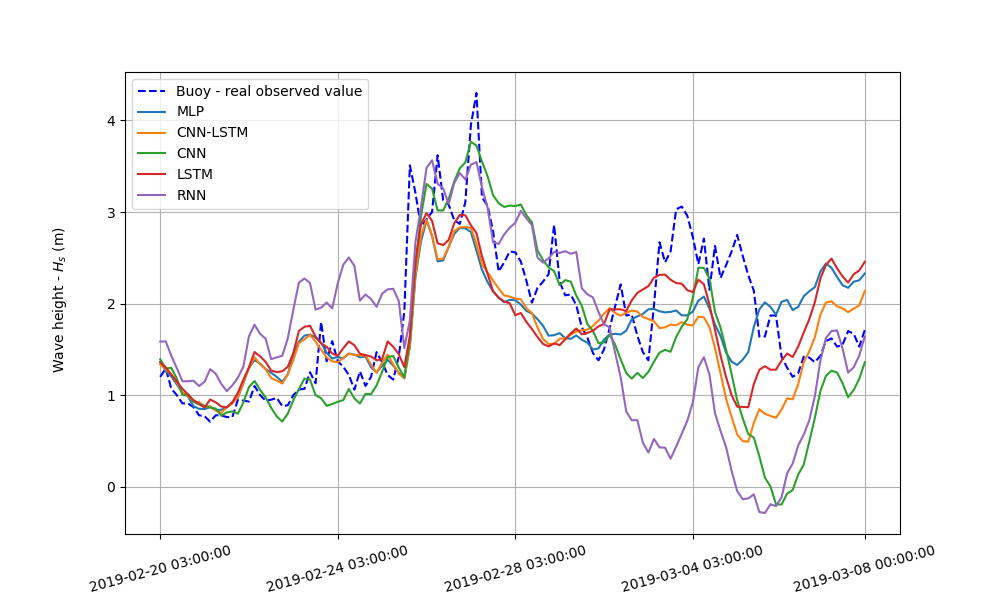 Buoy - real observed value
MLP
CNN-LSTM
CNN
LSTM
RNN
Wave height - Hₛ (m)
4
3
2
1
0
2019-02-20 03:00:00
2019-02-24 03:00:00
2019-02-28 03:00:00
2019-03-04 03:00:00
2019-03-08 00:00:00